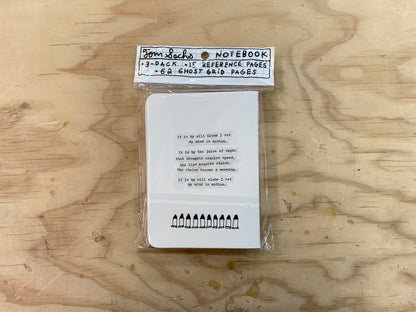 Tom Sachs NOTEBOOK
•3-PACK •15 REFERENCE PAGES
•62 GHOST GRID PAGES
it is by will alone I set
my mind in motion.
It is by the juice of sapho
that thoughts acquire speed,
the lips acquire stains.
The stains become a warning.
it is by will alone I set
my mind in motion.